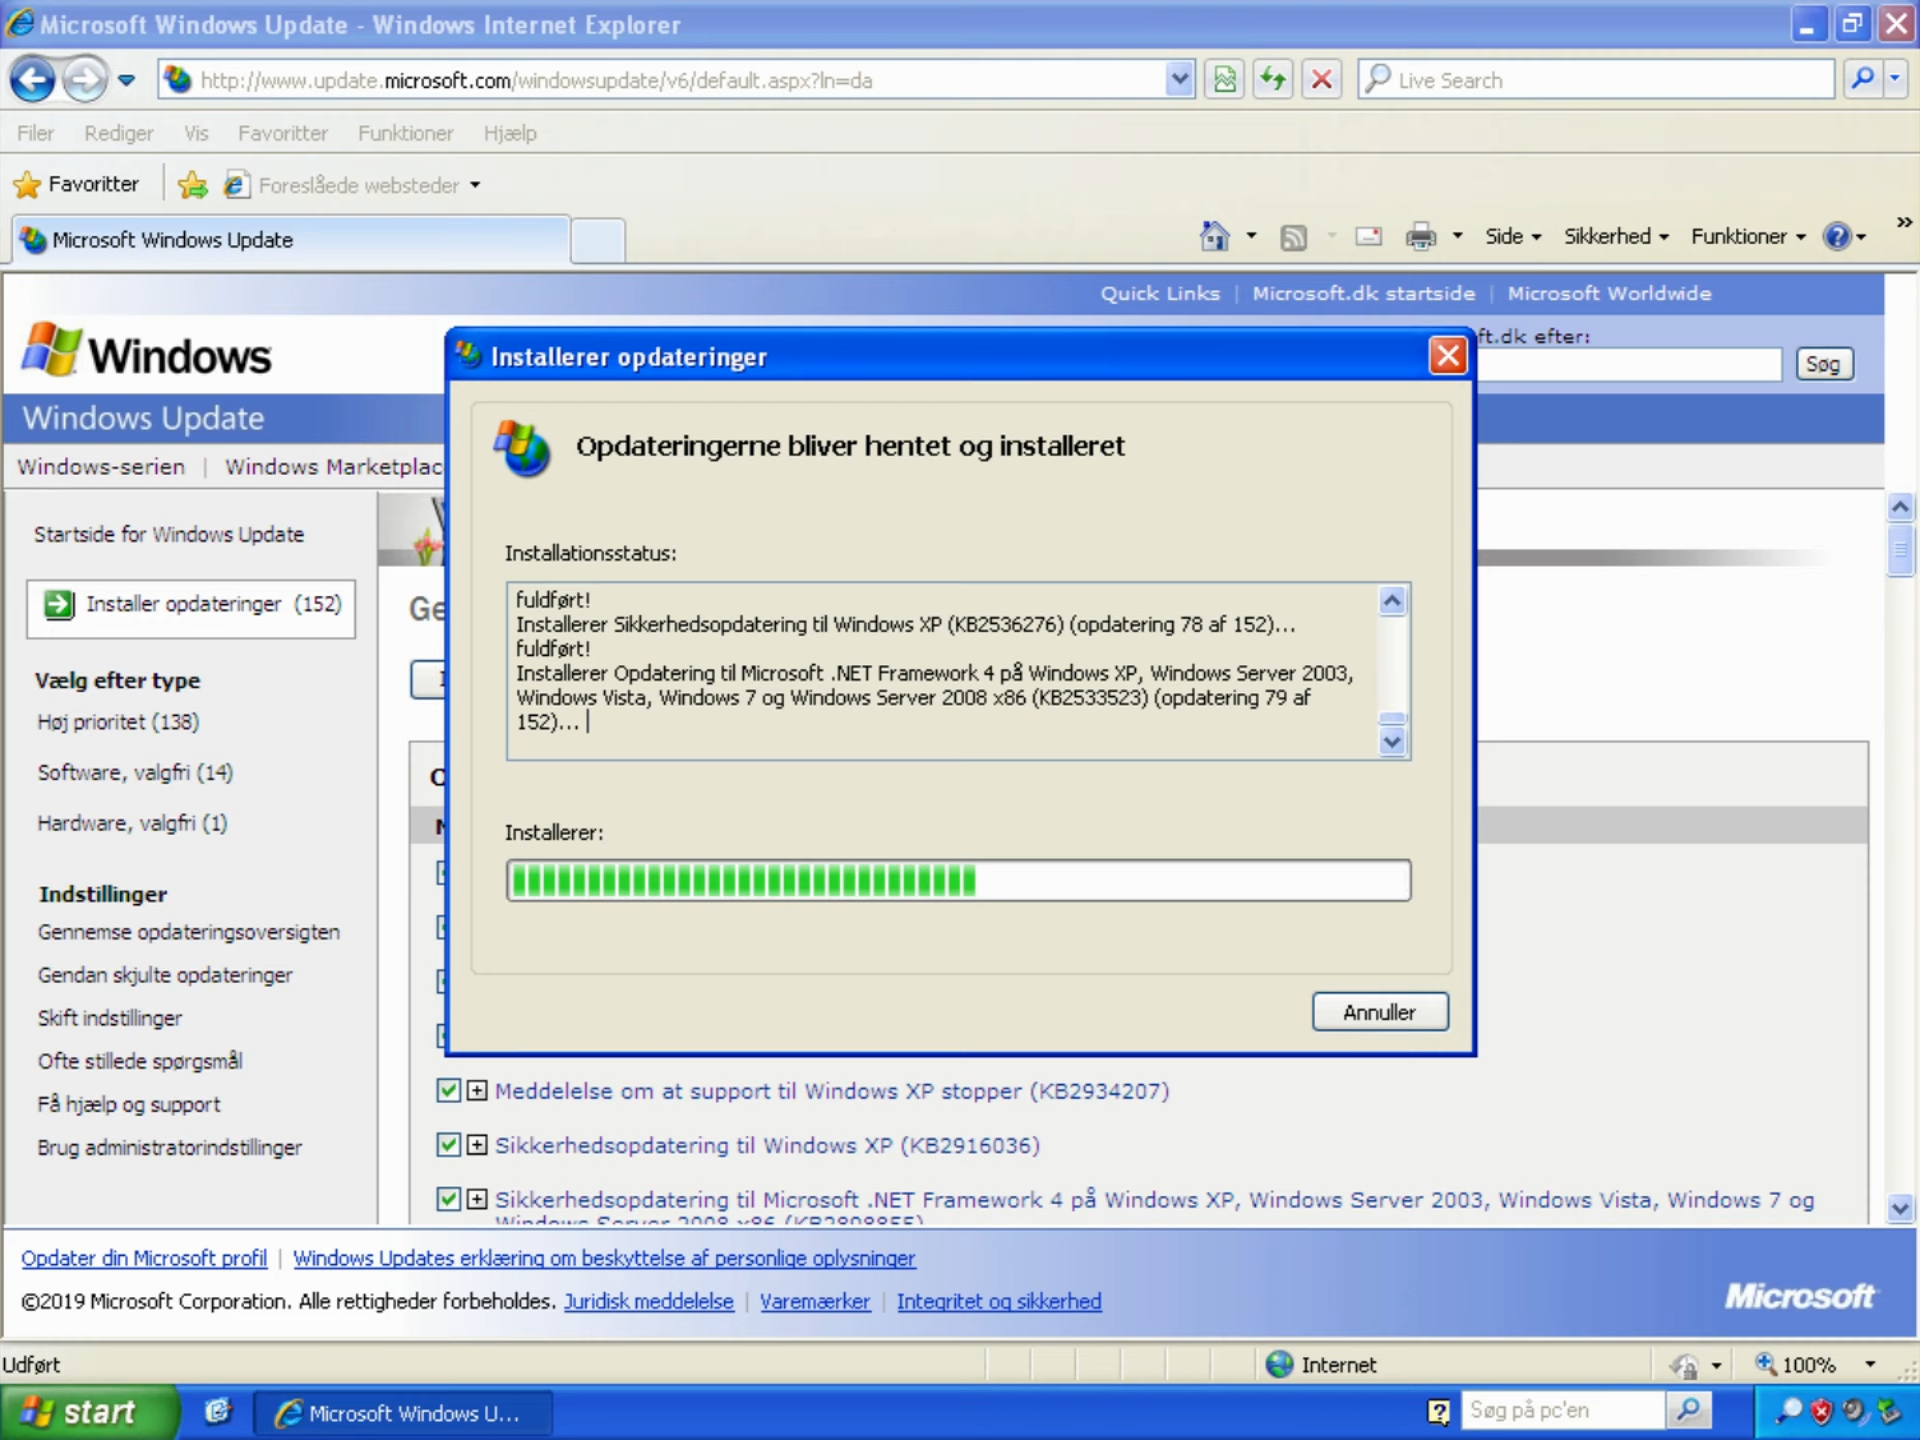 Microsoft Windows Update - Windows Internet Explorer
http://www.update.microsoft.com/windowsupdate/v6/default.aspx?ln=da
Live Search
Filer Rediger Vis Favoritter Funktioner Hjælp
Favoritter Foreslåede websteder
Microsoft Windows Update
Side Sikkerhed Funktioner
Quick Links | Microsoft.dk startside | Microsoft Worldwide
Windows
ft.dk efter:
Søg
Windows Update
Windows-serien | Windows Marketplac
Startside for Windows Update
Installer opdateringer (152)
Vælg efter type
Høj prioritet (138)
Software, valgfri (14)
Hardware, valgfri (1)
Indstillinger
Gennemse opdateringsoversigten
Gendan skjulte opdateringer
Skift indstillinger
Ofte stillede spørgsmål
Få hjælp og support
Brug administratorindstillinger
Ge
Installerer opdateringer
Opdateringerne bliver hentet og installeret
Installationsstatus:
fuldført!
Installerer Sikkerhedsopdatering til Windows XP (KB2536276) (opdatering 78 af 152)...
fuldført!
Installerer Opdatering til Microsoft .NET Framework 4 på Windows XP, Windows Server 2003,
Windows Vista, Windows 7 og Windows Server 2008 x86 (KB2533523) (opdatering 79 af
152)...
Installerer:
Annuller
Meddelelse om at support til Windows XP stopper (KB2934207)
Sikkerhedsopdatering til Windows XP (KB2916036)
Sikkerhedsopdatering til Microsoft .NET Framework 4 på Windows XP, Windows Server 2003, Windows Vista, Windows 7 og
Windows Server 2008 x86 (KB2898855)
Opdater din Microsoft profil | Windows Updates erklæring om beskyttelse af personlige oplysninger
©2019 Microsoft Corporation. Alle rettigheder forbeholdes. Juridisk meddelelse | Varemærker | Integritet og sikkerhed
Microsoft
Udført
Internet
100%
start
Microsoft Windows U...
Søg på pc'en